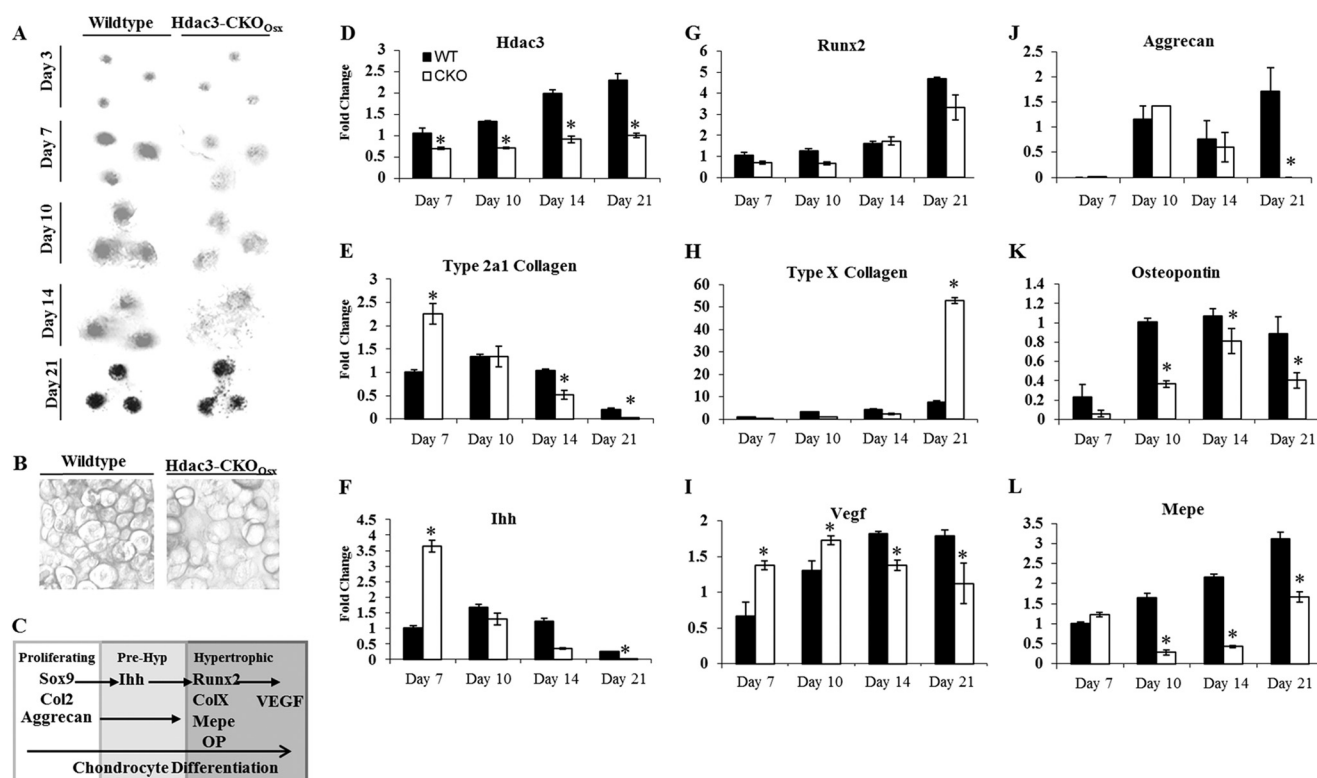 A
Wildtype
Hdac3-CKOOsx
Day 3
Day 7
Day 10
Day 14
Day 21
B
Wildtype
Hdac3-CKOOsx
C
Proliferating
Pre-Hyp
Hypertrophic
Sox9
Ihh
Runx2
Col2
ColX
VEGF
Aggrecan
Mepe
OP
Chondrocyte Differentiation
D
Hdac3
Fold Change
3
2.5
2
1.5
1
0.5
0
WT
CKO
*
*
*
*
Day 7 Day 10 Day 14 Day 21
E
Type 2a1 Collagen
Fold Change
3
2.5
2
1.5
1
0.5
0
*
*
*
Day 7 Day 10 Day 14 Day 21
F
Ihh
Fold Change
4.5
4
3.5
3
2.5
2
1.5
1
0.5
0
*
*
Day 7 Day 10 Day 14 Day 21
G
Runx2
6
5
4
3
2
1
0
Day 7 Day 10 Day 14 Day 21
H
Type X Collagen
60
50
40
30
20
10
0
*
Day 7 Day 10 Day 14 Day 21
I
Vegf
2
1.5
1
0.5
0
*
*
*
*
Day 7 Day 10 Day 14 Day 21
J
Aggrecan
2.5
2
1.5
1
0.5
0
*
Day 7 Day 10 Day 14 Day 21
K
Osteopontin
1.4
1.2
1
0.8
0.6
0.4
0.2
0
*
*
*
Day 7 Day 10 Day 14 Day 21
L
Mepe
3.5
3
2.5
2
1.5
1
0.5
0
*
*
*
Day 7 Day 10 Day 14 Day 21